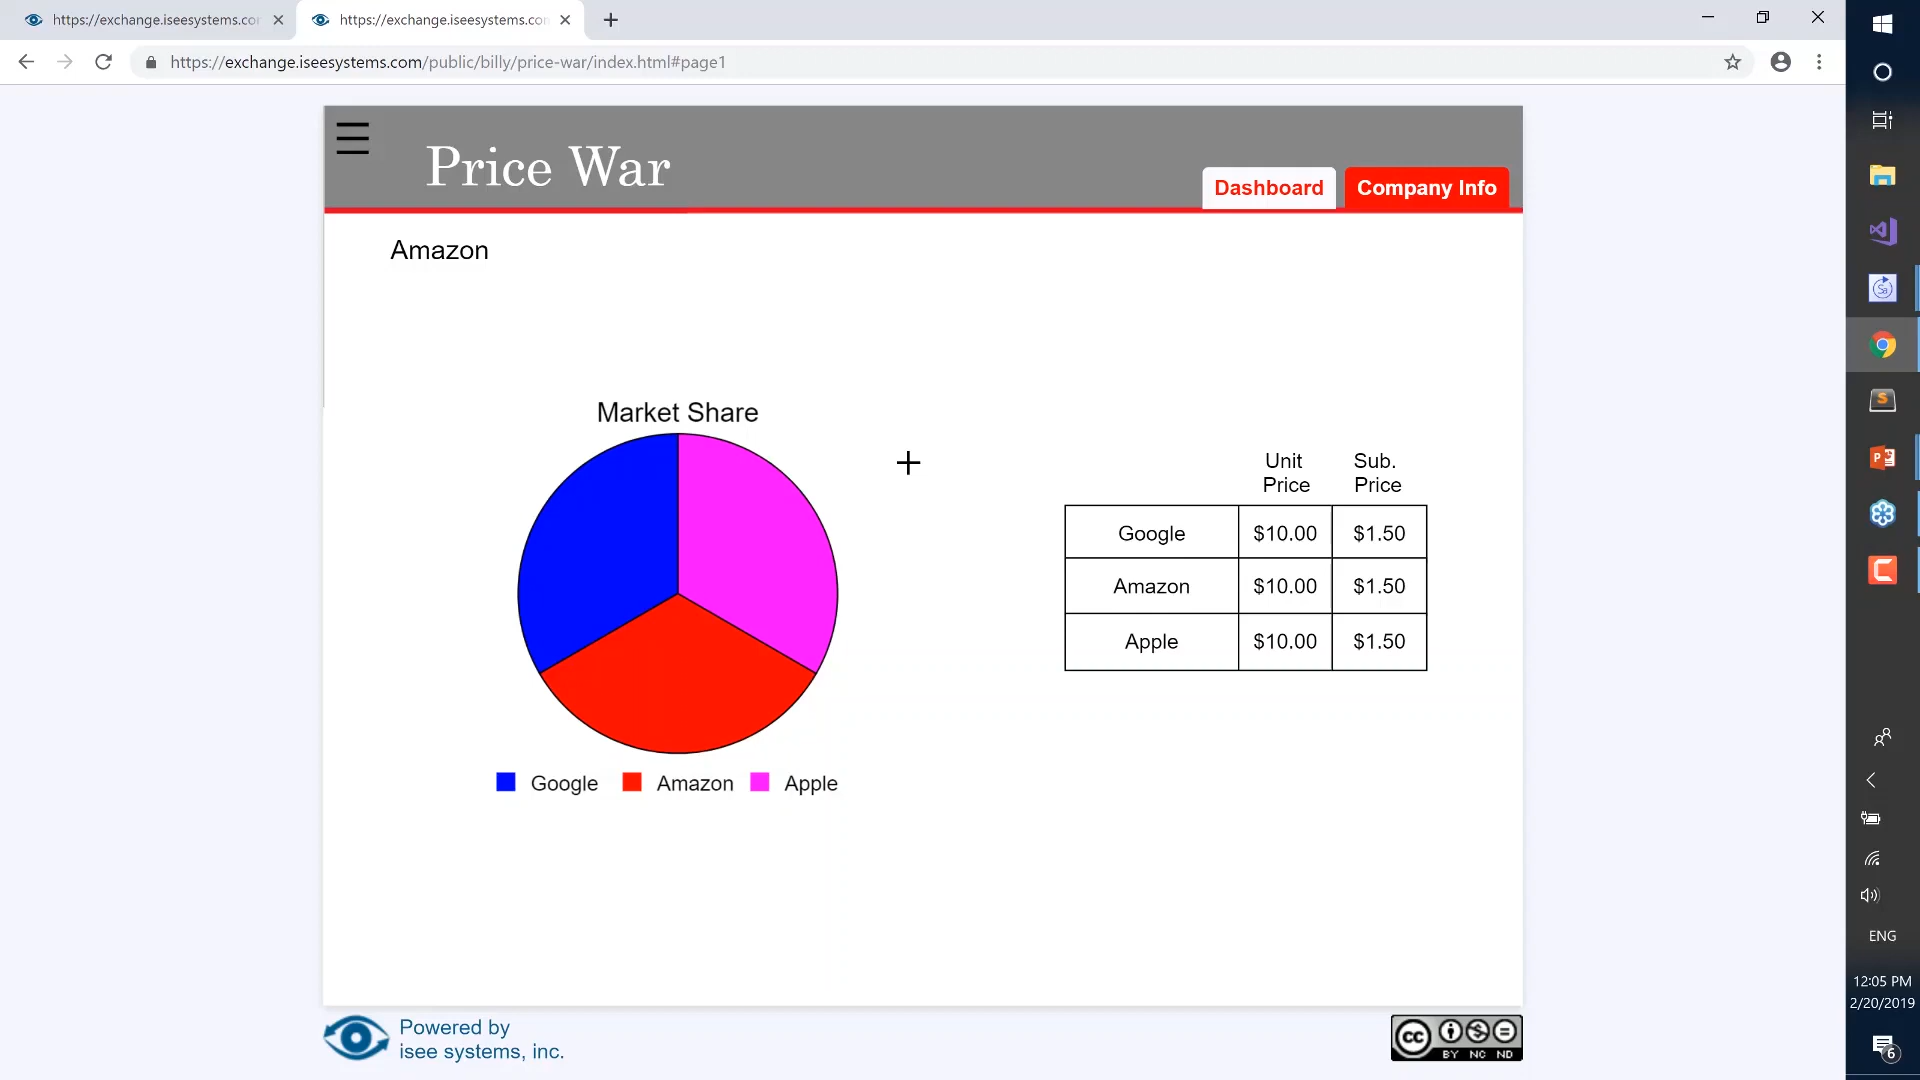 https://exchange.iseesystems.co
https://exchange.iseesystems.co
https://exchange.iseesystems.com/public/billy/price-war/index.html#page1
Price War
Dashboard
Company Info
Amazon
Market Share
Google
Amazon
Apple
Unit Price
Sub. Price
Google $10.00 $1.50
Amazon $10.00 $1.50
Apple $10.00 $1.50
Powered by
isee systems, inc.
cc
BY NC ND
Sa
S
P
ENG
12:05 PM
2/20/2019
6